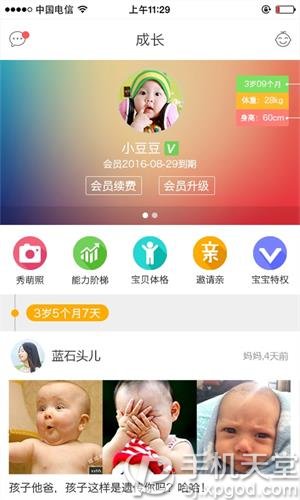 中国电信
上午11:29
成长
3岁09个月
体重：28kg
身高：60cm
小豆豆 V
会员2016-08-29到期
会员续费
会员升级
秀萌照
能力阶梯
宝贝体格
亲
邀请亲
宝宝特权
3岁5个月7天
蓝石头儿
妈妈,4天前
孩子他爸，孩子这样是遗传你吗？哈哈！
手机天堂
xpgod.com